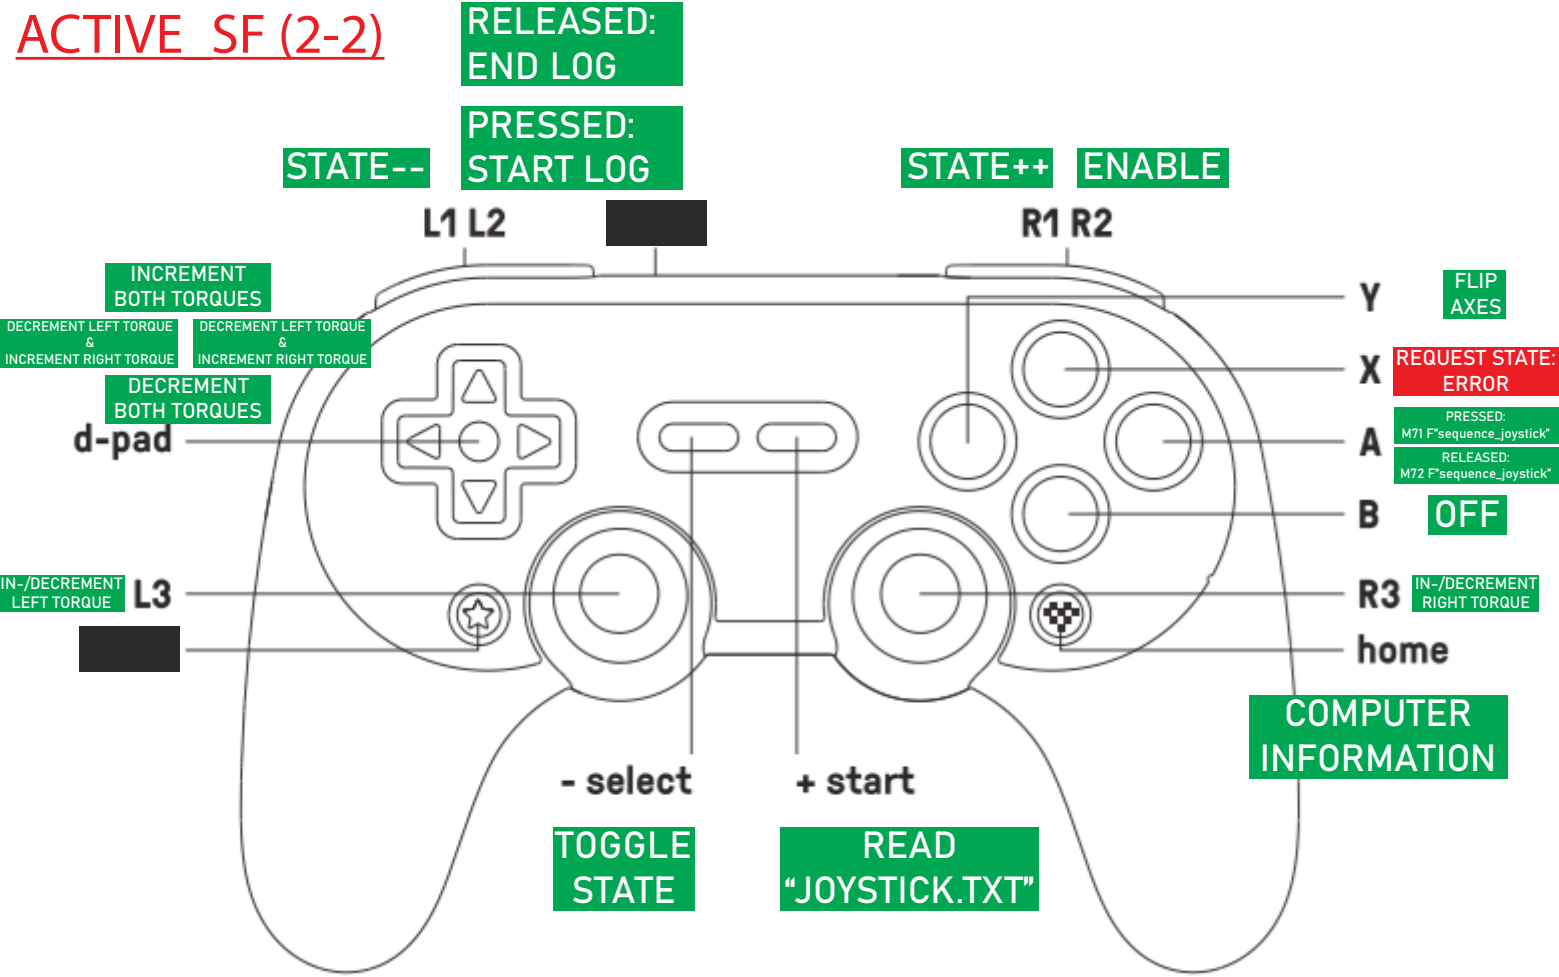 ACTIVE_SF (2-2)
RELEASED:
END LOG
PRESSED:
START LOG
STATE--
STATE++
ENABLE
L1 L2
R1 R2
INCREMENT
BOTH TORQUES
DECREMENT LEFT TORQUE
&
INCREMENT RIGHT TORQUE
DECREMENT LEFT TORQUE
&
INCREMENT RIGHT TORQUE
DECREMENT
BOTH TORQUES
d-pad
Y
FLIP
AXES
X
REQUEST STATE:
ERROR
A
PRESSED:
M71 F"sequence_joystick"
RELEASED:
M72 F"sequence_joystick"
B
OFF
IN-/DECREMENT
LEFT TORQUE
L3
R3
IN-/DECREMENT
RIGHT TORQUE
home
COMPUTER
INFORMATION
- select
+ start
TOGGLE
STATE
READ
“JOYSTICK.TXT”